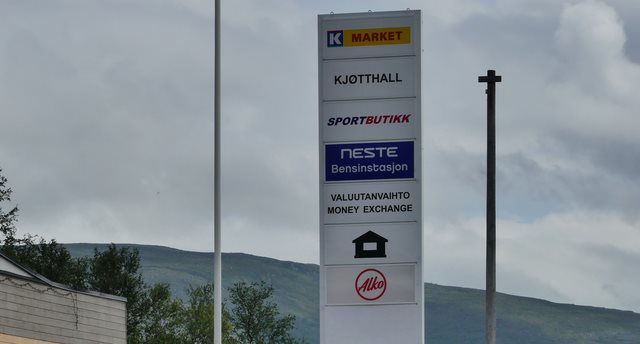 K MARKET
KJØTTHALL
SPORTBUTIKK
NESTE
Bensinstasjon
VALUUTANVAIHTO
MONEY EXCHANGE
Alko